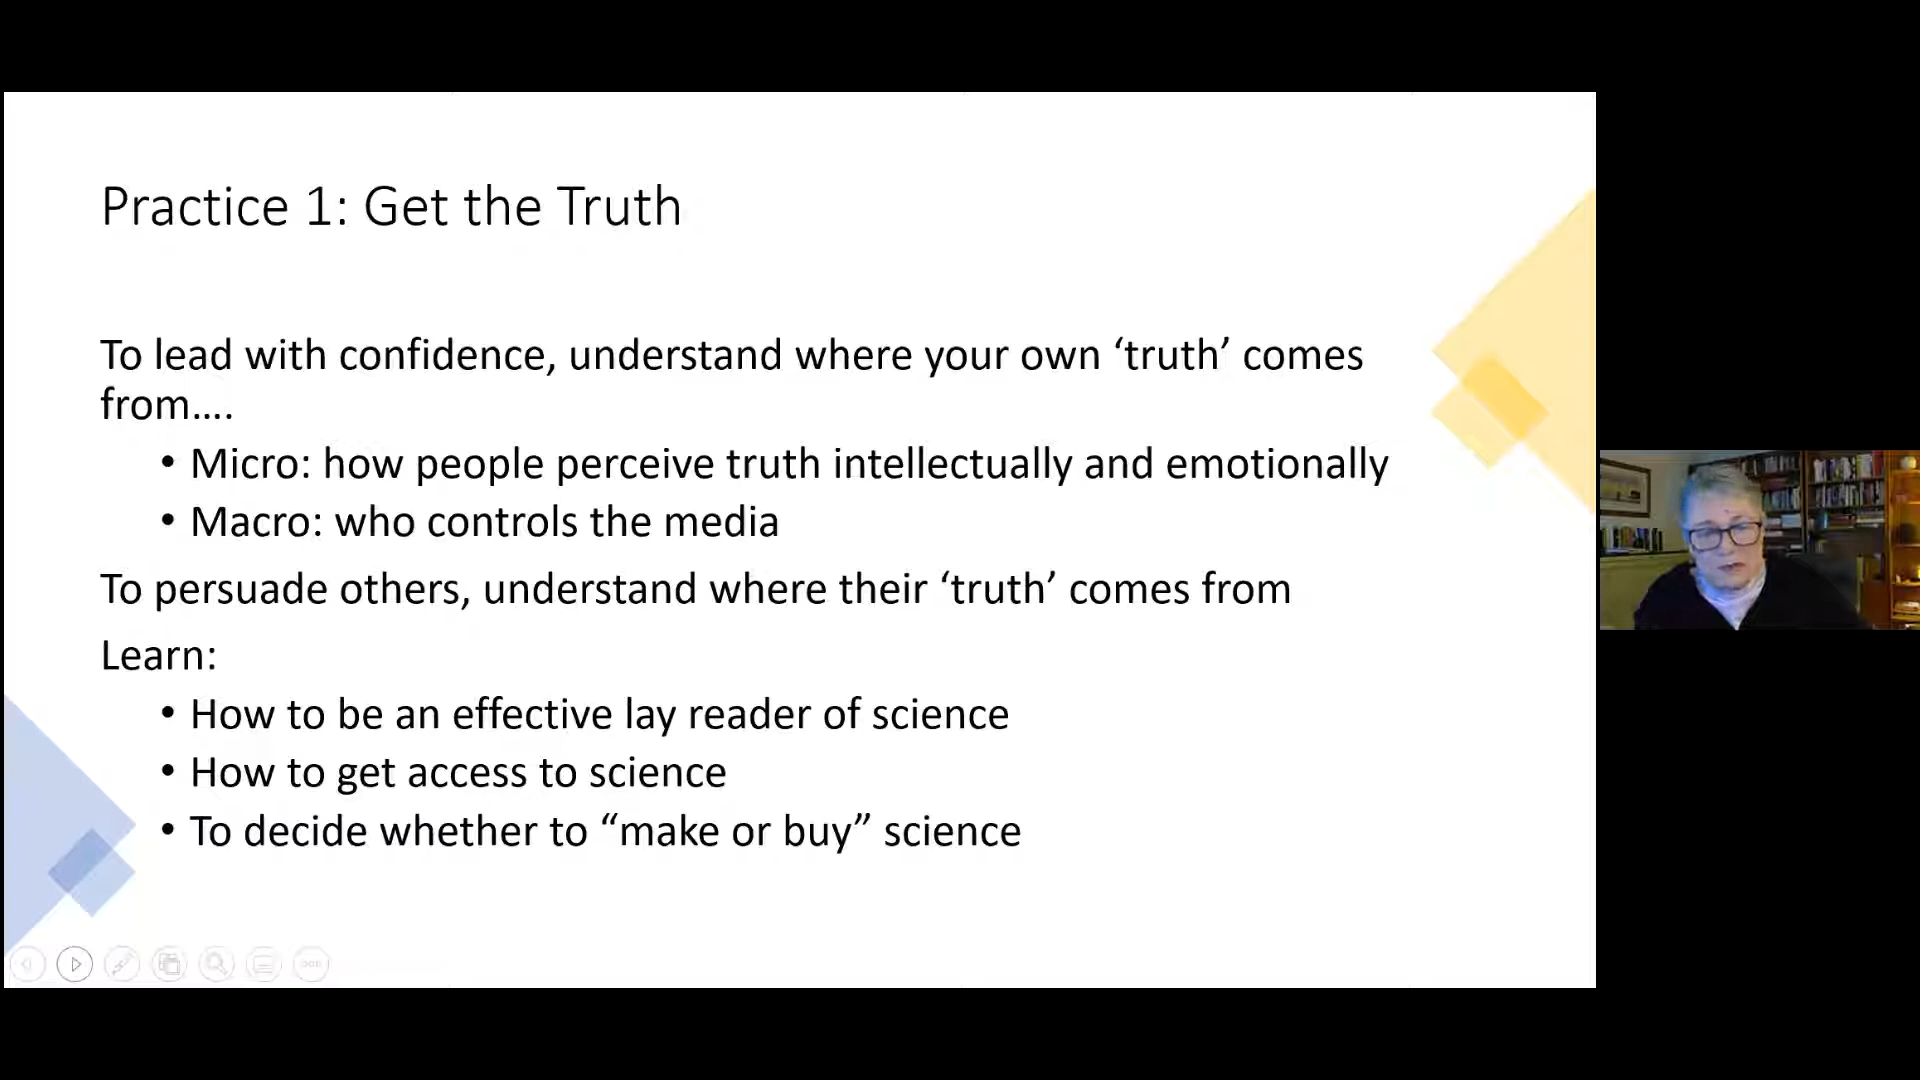 Practice 1: Get the Truth
To lead with confidence, understand where your own ‘truth’ comes
from….
• Micro: how people perceive truth intellectually and emotionally
• Macro: who controls the media
To persuade others, understand where their ‘truth’ comes from
Learn:
• How to be an effective lay reader of science
• How to get access to science
• To decide whether to “make or buy” science